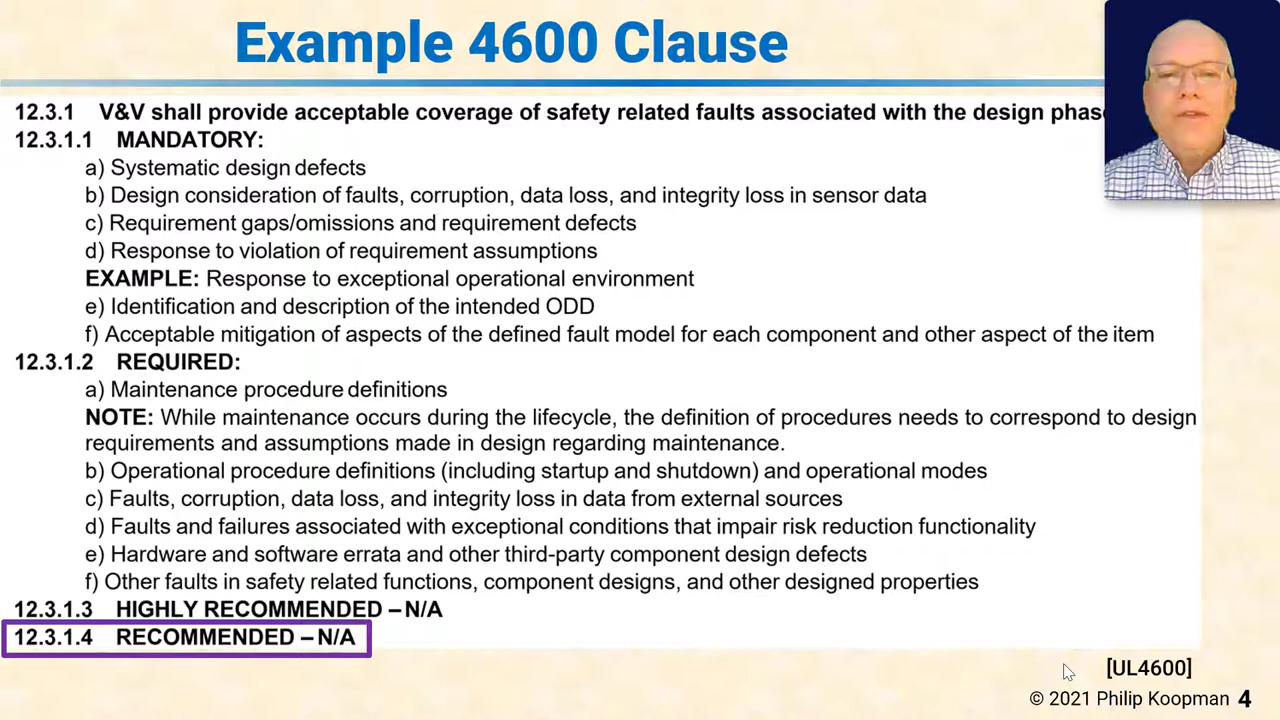 Example 4600 Clause
12.3.1 V&V shall provide acceptable coverage of safety related faults associated with the design phase
12.3.1.1 MANDATORY:
a) Systematic design defects
b) Design consideration of faults, corruption, data loss, and integrity loss in sensor data
c) Requirement gaps/omissions and requirement defects
d) Response to violation of requirement assumptions
EXAMPLE: Response to exceptional operational environment
e) Identification and description of the intended ODD
f) Acceptable mitigation of aspects of the defined fault model for each component and other aspect of the item
12.3.1.2 REQUIRED:
a) Maintenance procedure definitions
NOTE: While maintenance occurs during the lifecycle, the definition of procedures needs to correspond to design
requirements and assumptions made in design regarding maintenance.
b) Operational procedure definitions (including startup and shutdown) and operational modes
c) Faults, corruption, data loss, and integrity loss in data from external sources
d) Faults and failures associated with exceptional conditions that impair risk reduction functionality
e) Hardware and software errata and other third-party component design defects
f) Other faults in safety related functions, component designs, and other designed properties
12.3.1.3 HIGHLY RECOMMENDED – N/A
12.3.1.4 RECOMMENDED – N/A
[UL4600]
© 2021 Philip Koopman 4